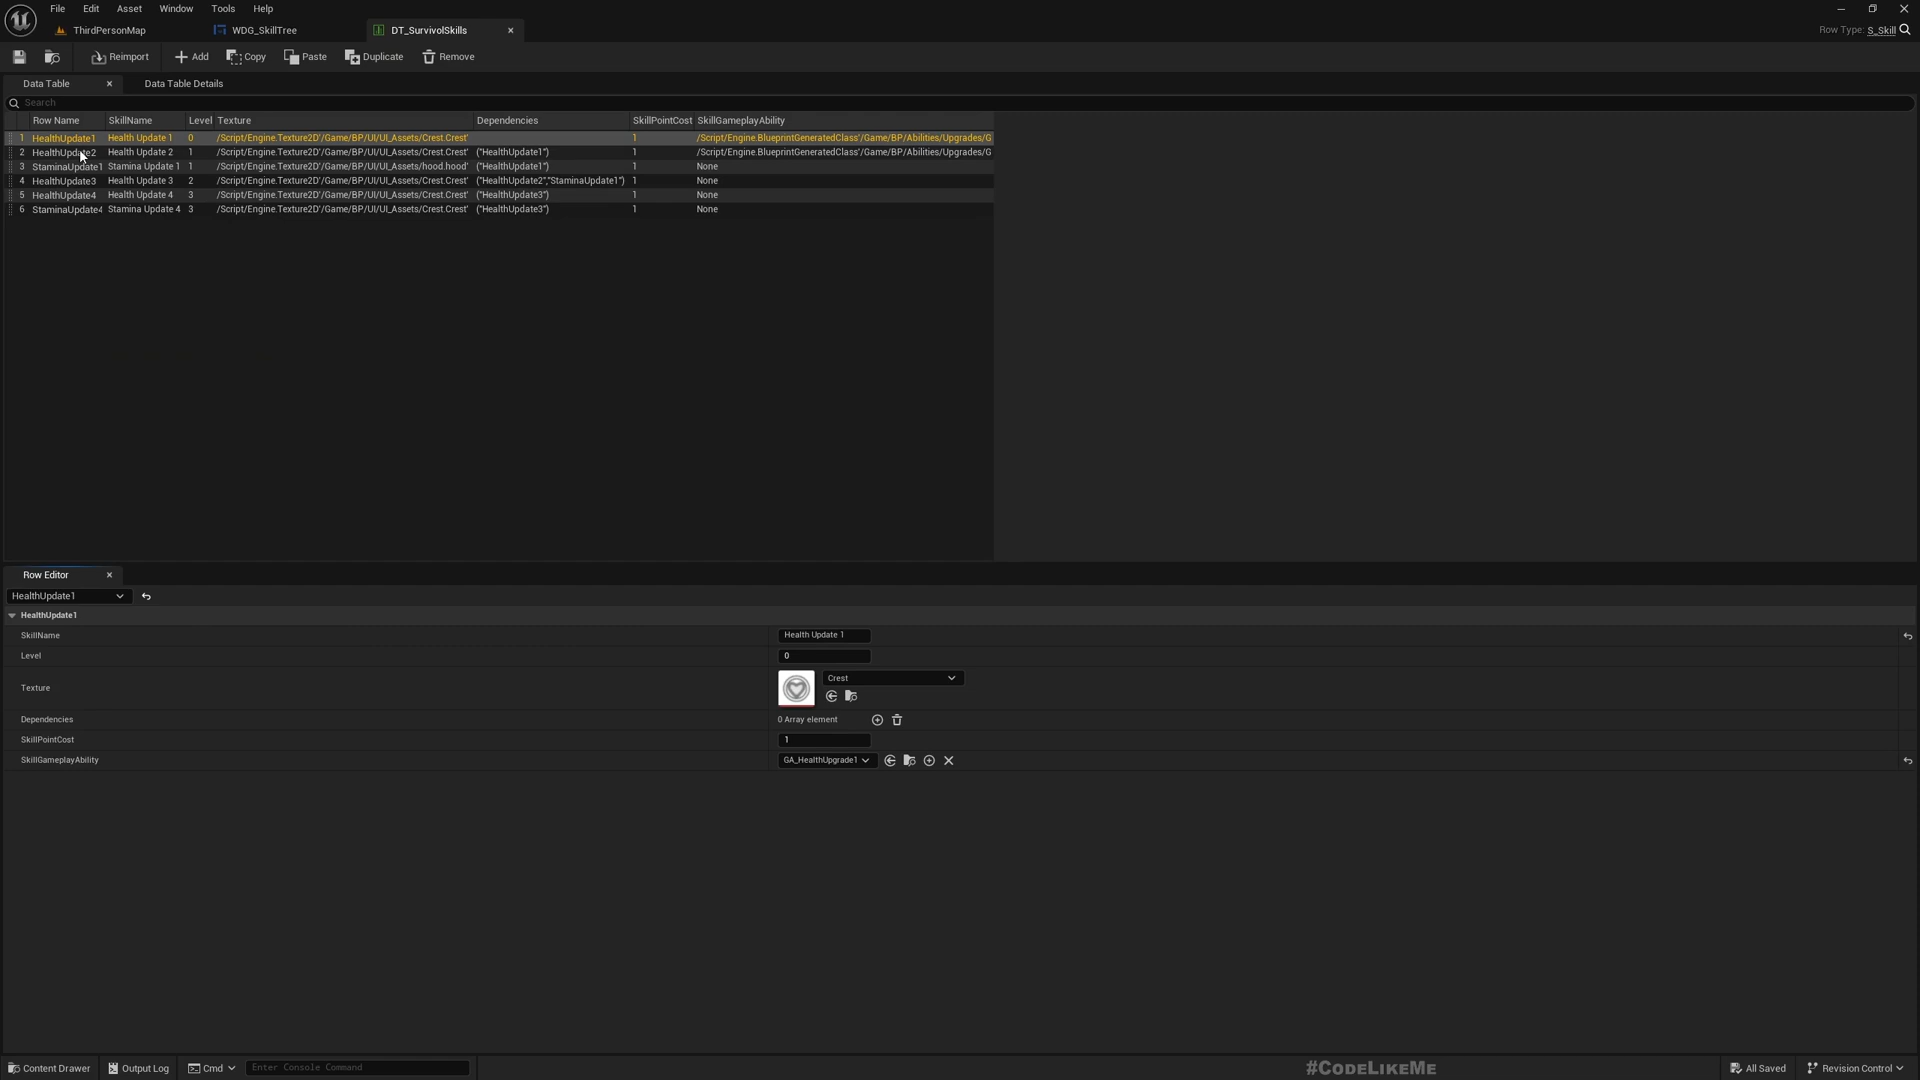 File Edit Asset Window Tools Help
ThirdPersonMap WDG_SkillTree DT_SurvivolSkills Row Type: S_Skill
Reimport Add Copy Paste Duplicate Remove
Data Table Data Table Details
Search
Row Name SkillName Level Texture Dependencies SkillPointCost SkillGameplayAbility
1 HealthUpdate1 Health Update 1 0 /Script/Engine.Texture2D'/Game/BP/UI/UI_Assets/Crest.Crest' 1 /Script/Engine.BlueprintGeneratedClass'/Game/BP/Abilities/Upgrades/G
2 HealthUpdate2 Health Update 2 1 /Script/Engine.Texture2D'/Game/BP/UI/UI_Assets/Crest.Crest' ("HealthUpdate1") 1 /Script/Engine.BlueprintGeneratedClass'/Game/BP/Abilities/Upgrades/G
3 StaminaUpdate1 Stamina Update 1 1 /Script/Engine.Texture2D'/Game/BP/UI/UI_Assets/hood.hood' ("HealthUpdate1") 1 None
4 HealthUpdate3 Health Update 3 2 /Script/Engine.Texture2D'/Game/BP/UI/UI_Assets/Crest.Crest' ("HealthUpdate2","StaminaUpdate1") 1 None
5 HealthUpdate4 Health Update 4 3 /Script/Engine.Texture2D'/Game/BP/UI/UI_Assets/Crest.Crest' ("HealthUpdate3") 1 None
6 StaminaUpdate4 Stamina Update 4 3 /Script/Engine.Texture2D'/Game/BP/UI/UI_Assets/Crest.Crest' ("HealthUpdate3") 1 None
Row Editor
HealthUpdate1
HealthUpdate1
SkillName Health Update 1
Level 0
Texture Crest
Dependencies 0 Array element
SkillPointCost 1
SkillGameplayAbility GA_HealthUpgrade1
Content Drawer Output Log Cmd Enter Console Command #CodeLikeMe All Saved Revision Control